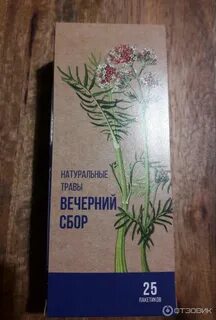 НАТУРАЛЬНЫЕ
ТРАВЫ
ВЕЧЕРНИЙ
СБОР
25
ПАКЕТИКОВ
ОТЗОВИК